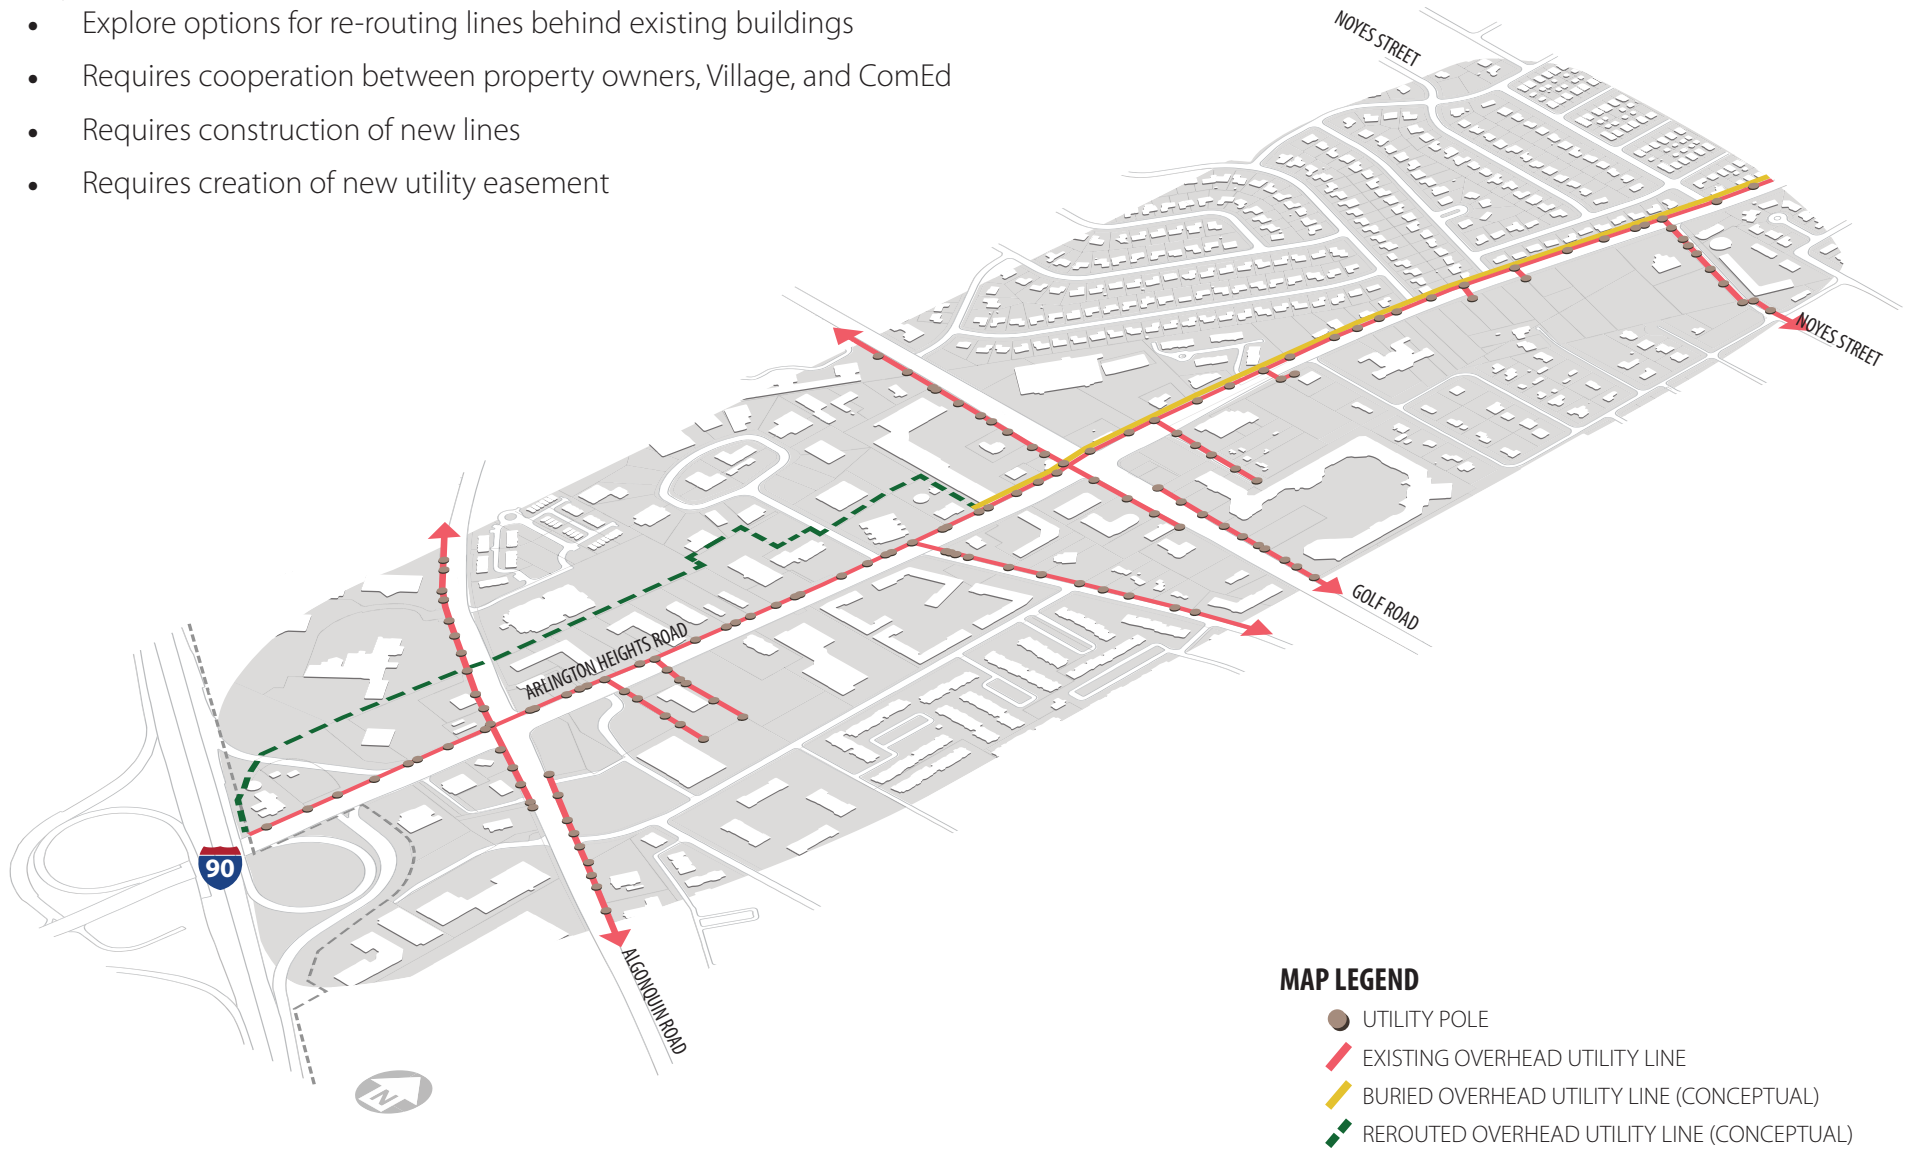 • Explore options for re-routing lines behind existing buildings
• Requires cooperation between property owners, Village, and ComEd
• Requires construction of new lines
• Requires creation of new utility easement
NOYES STREET
NOYES STREET
GOLF ROAD
ARLINGTON HEIGHTS ROAD
90
ALGONQUIN ROAD
N
MAP LEGEND
UTILITY POLE
EXISTING OVERHEAD UTILITY LINE
BURIED OVERHEAD UTILITY LINE (CONCEPTUAL)
REROUTED OVERHEAD UTILITY LINE (CONCEPTUAL)